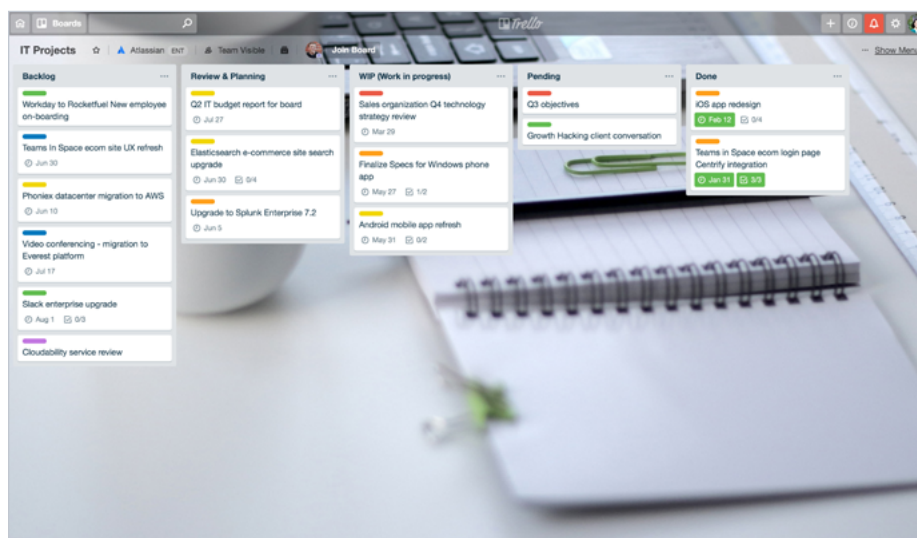 Boards
Trello
IT Projects
Atlassian ENT
Team Visible
Join Board
... Show Menu
Backlog ...
Workday to Rocketfuel New employee
on-boarding
Teams In Space ecom site UX refresh
Jun 30
Phoniex datacenter migration to AWS
Jun 10
Video conferencing - migration to
Everest platform
Jul 17
Slack enterprise upgrade
Aug 1 0/3
Cloudability service review
Review & Planning ...
Q2 IT budget report for board
Jul 27
Elasticsearch e-commerce site search
upgrade
Jun 30 0/4
Upgrade to Splunk Enterprise 7.2
Jun 5
WIP (Work in progress) ...
Sales organization Q4 technology
strategy review
Mar 29
Finalize Specs for Windows phone
app
May 27 1/2
Android mobile app refresh
May 31 0/2
Pending ...
Q3 objectives
Growth Hacking client conversation
Done ...
iOS app redesign
Feb 12 0/4
Teams in Space ecom login page
Centrify integration
Jan 31 3/3